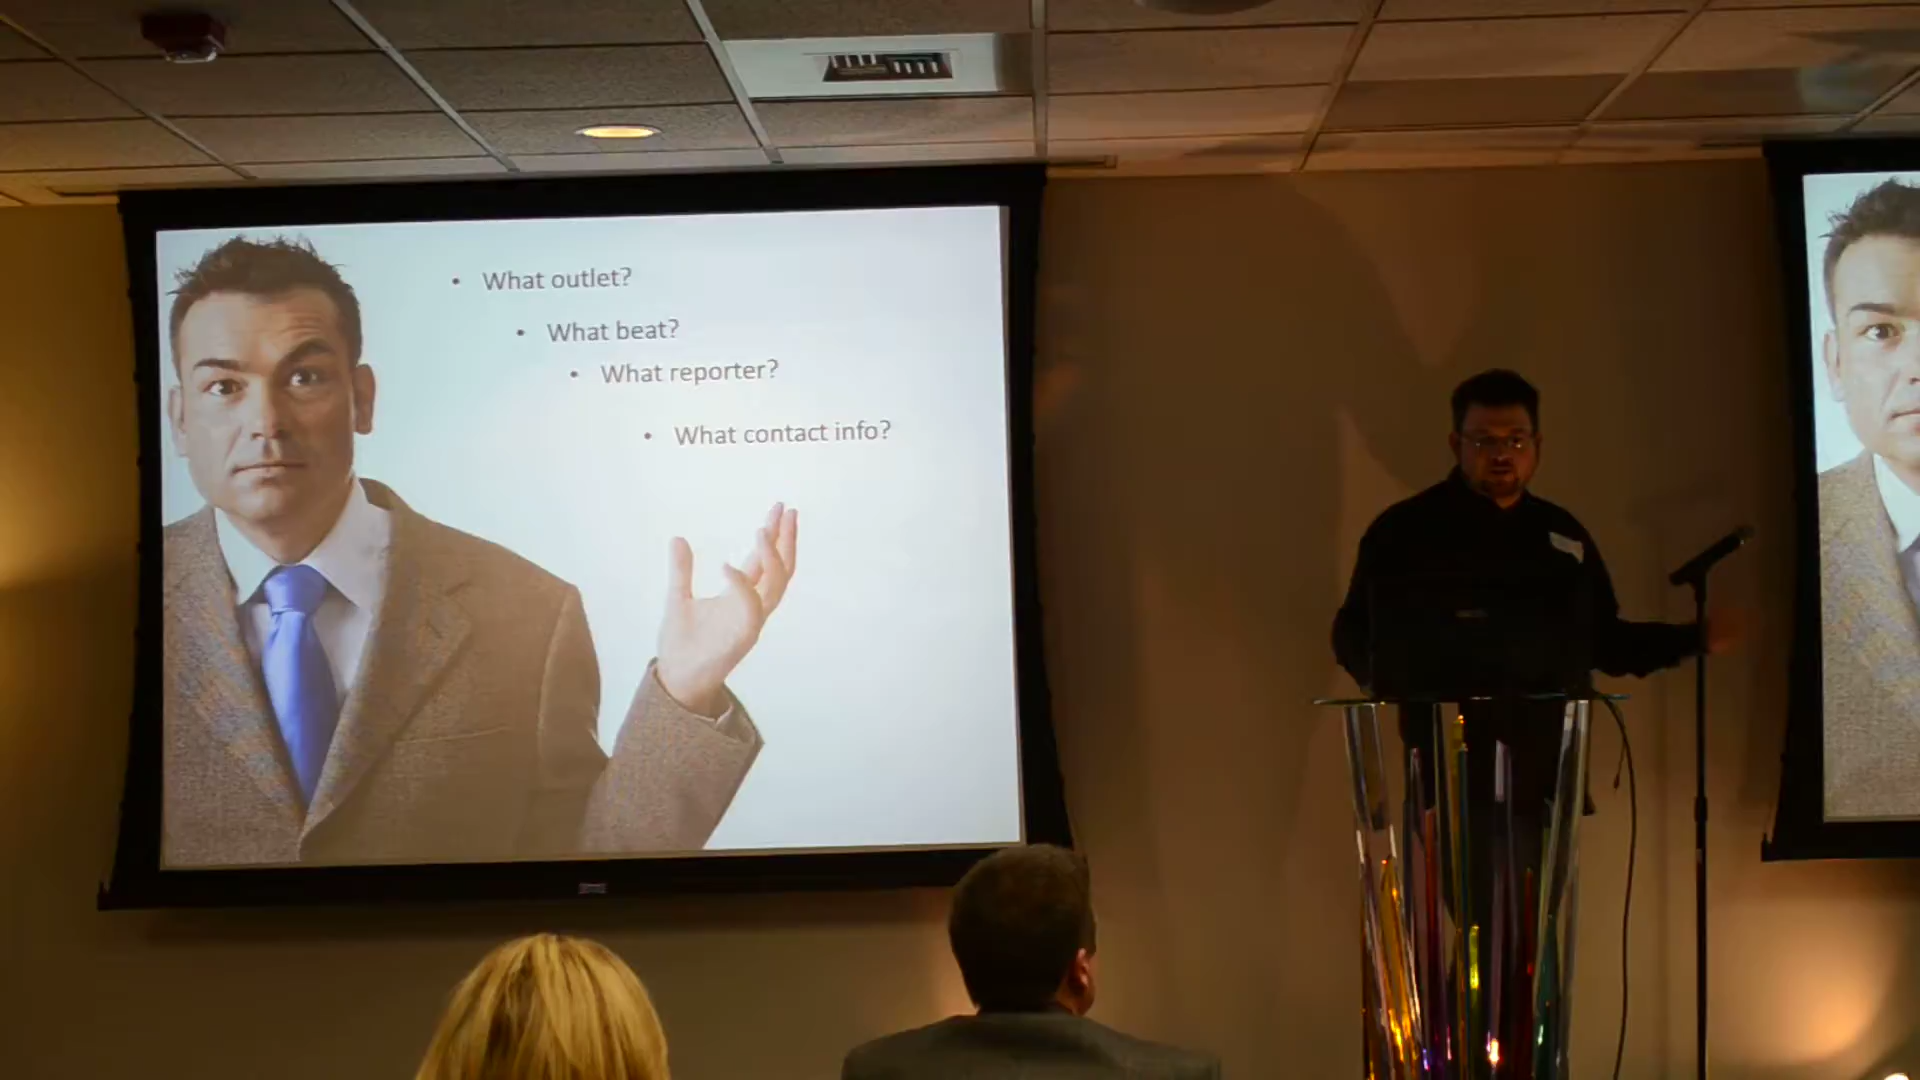 • What outlet?
• What beat?
• What reporter?
• What contact info?